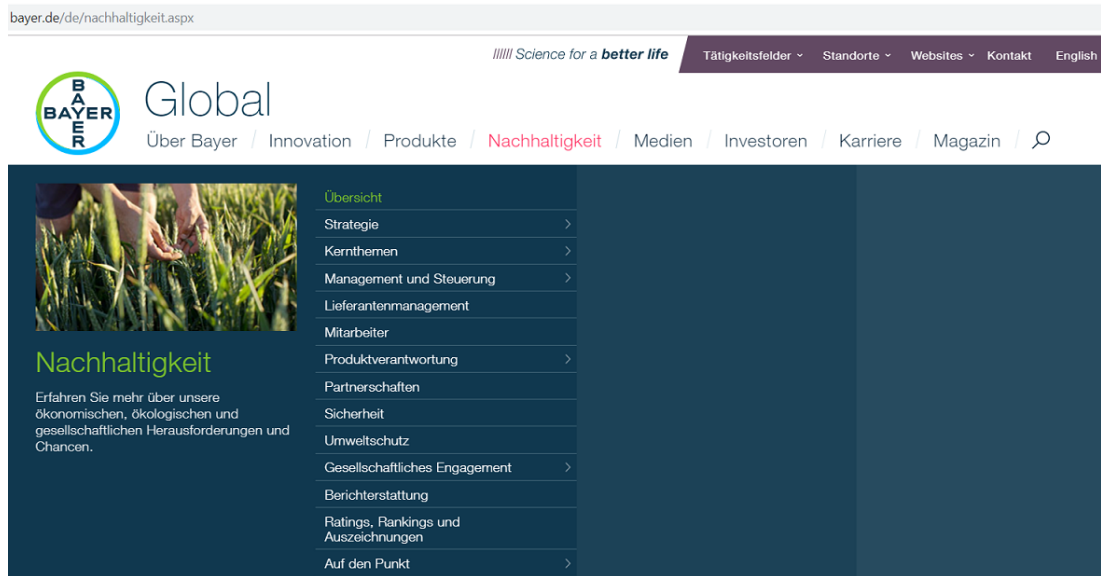 bayer.de/de/nachhaltigkeit.aspx
////// Science for a better life
Tätigkeitsfelder Standorte Websites Kontakt English
BAYER
BAYER
Global
Über Bayer / Innovation / Produkte / Nachhaltigkeit / Medien / Investoren / Karriere / Magazin /
Nachhaltigkeit
Erfahren Sie mehr über unsere
ökonomischen, ökologischen und
gesellschaftlichen Herausforderungen und
Chancen.
Übersicht
Strategie
Kernthemen
Management und Steuerung
Lieferantenmanagement
Mitarbeiter
Produktverantwortung
Partnerschaften
Sicherheit
Umweltschutz
Gesellschaftliches Engagement
Berichterstattung
Ratings, Rankings und
Auszeichnungen
Auf den Punkt